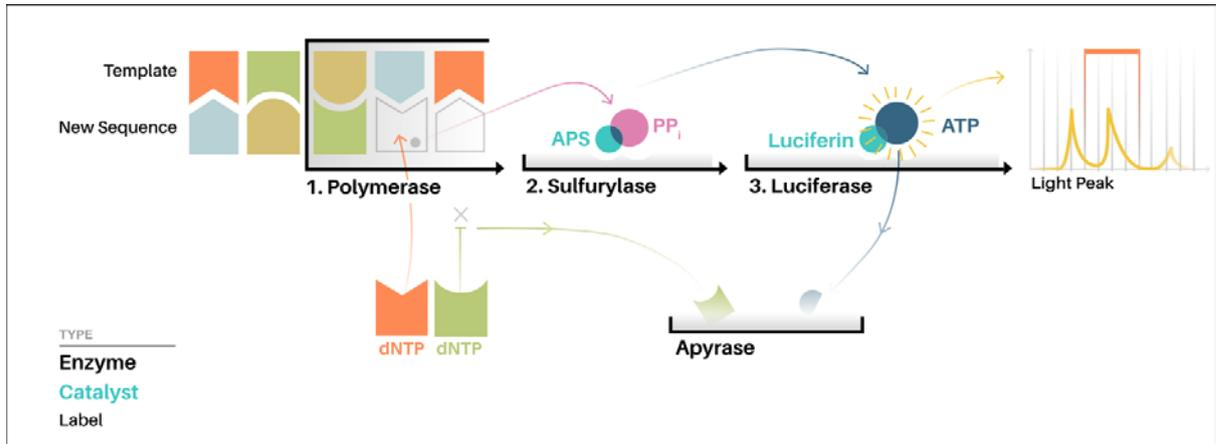 Template
New Sequence
APS
PPi
Luciferin
ATP
1. Polymerase
2. Sulfurylase
3. Luciferase
Light Peak
dNTP
dNTP
Apyrase
TYPE
Enzyme
Catalyst
Label